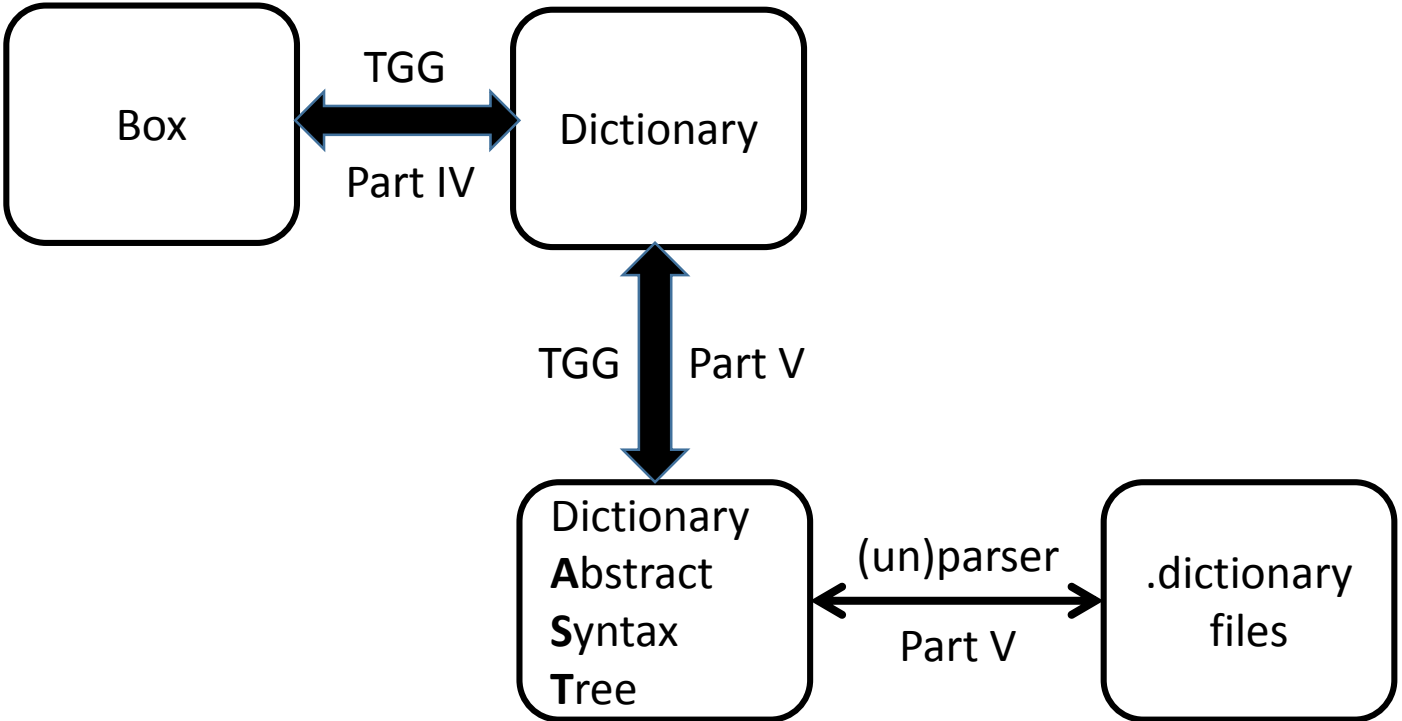 Box
TGG
Part IV
Dictionary
TGG
Part V
Dictionary
Abstract
Syntax
Tree
(un)parser
Part V
.dictionary
files